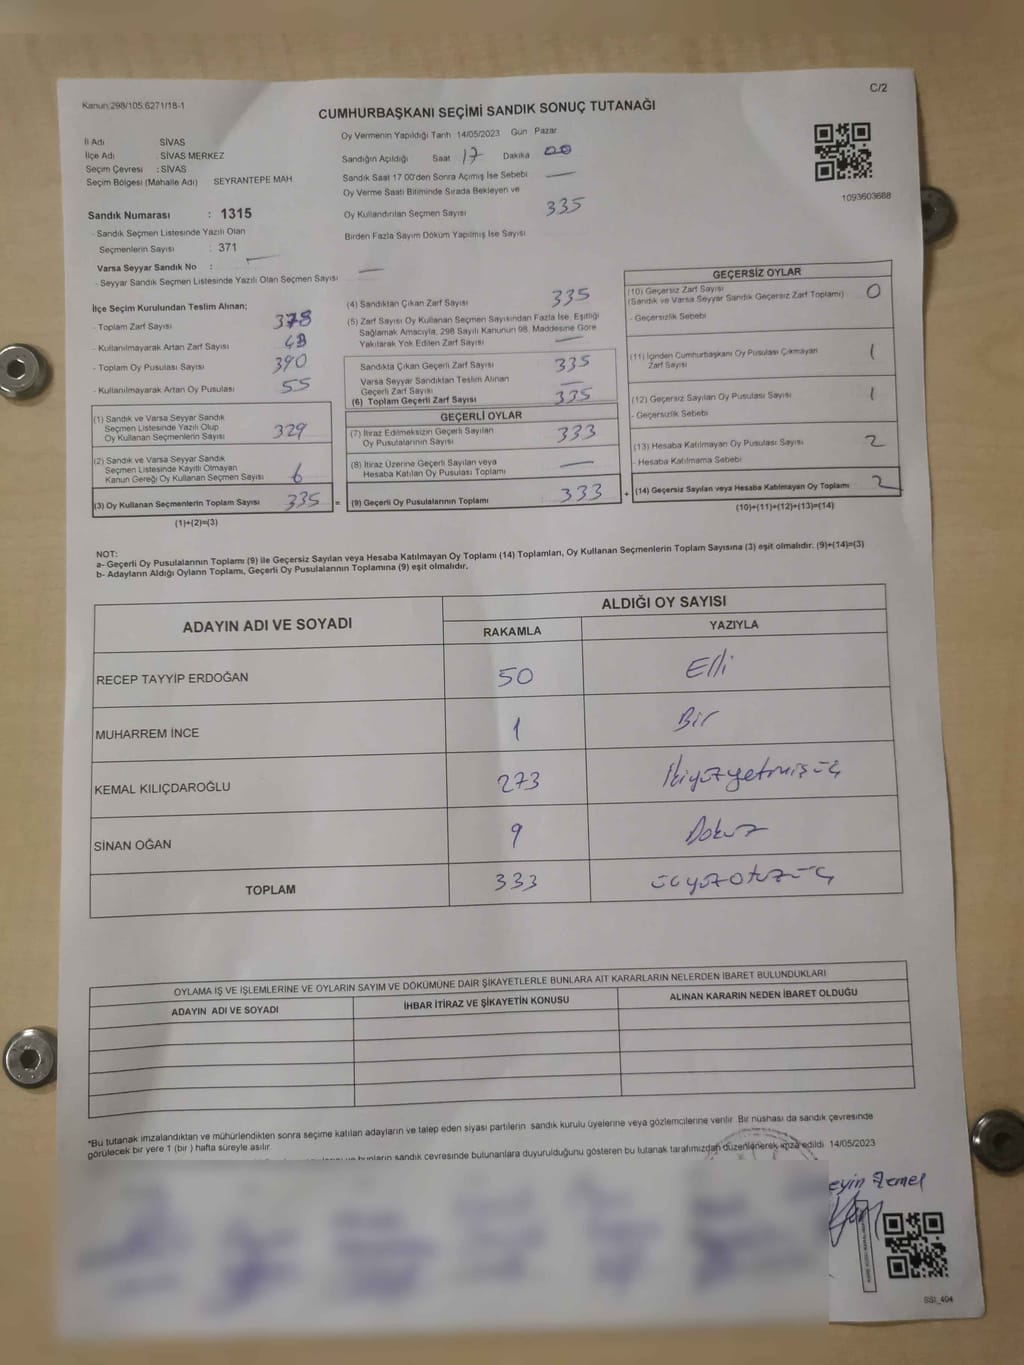 Kanun:298/105:6271/18-1
C/2
CUMHURBAŞKANI SEÇİMİ SANDIK SONUÇ TUTANAĞI
İl Adı SİVAS
İlçe Adı : SİVAS MERKEZ
Seçim Çevresi : SİVAS
Seçim Bölgesi (Mahalle Adı) SEYRANTEPE MAH
Oy Vermenin Yapıldığı Tarih 14/05/2023 Gün Pazar
Sandığın Açıldığı Saat 17 Dakika 00
Sandık Saat 17.00'den Sonra Açımış İse Sebebi —
Oy Verme Saati Bitiminde Sırada Bekleyen ve
Oy Kullandırılan Seçmen Sayısı 335
Birden Fazla Sayım Döküm Yapılmış İse Sayısı
1093603688
Sandık Numarası : 1315
- Sandık Seçmen Listesinde Yazılı Olan
Seçmenlerin Sayısı : 371
Varsa Seyyar Sandık No : —
- Seyyar Sandık Seçmen Listesinde Yazılı Olan Seçmen Sayısı —
İlçe Seçim Kurulundan Teslim Alınan;
- Toplam Zarf Sayısı 378
- Kullanılmayarak Artan Zarf Sayısı 43
- Toplam Oy Pusulası Sayısı 390
- Kullanılmayarak Artan Oy Pusulası 55
(1) Sandık ve Varsa Seyyar Sandık
Seçmen Listesinde Yazılı Olup
Oy Kullanan Seçmenlerin Sayısı 329
(2) Sandık ve Varsa Seyyar Sandık
Seçmen Listesinde Kayıtlı Olmayan
Kanun Gereği Oy Kullanan Seçmen Sayısı 6
(3) Oy Kullanan Seçmenlerin Toplam Sayısı 335 =
(1)+(2)=(3)
(4) Sandıktan Çıkan Zarf Sayısı 335
(5) Zarf Sayısı Oy Kullanan Seçmen Sayısından Fazla İse, Eşitliği
Sağlamak Amacıyla, 298 Sayılı Kanunun 98. Maddesine Göre
Yakılarak Yok Edilen Zarf Sayısı —
Sandıkta Çıkan Geçerli Zarf Sayısı 335
Varsa Seyyar Sandıktan Teslim Alınan
Geçerli Zarf Sayısı —
(6) Toplam Geçerli Zarf Sayısı 335
GEÇERLİ OYLAR
(7) İtiraz Edilmeksizin Geçerli Sayılan
Oy Pusulalarının Sayısı 333
(8) İtiraz Üzerine Geçerli Sayılan veya
Hesaba Katılan Oy Pusulası Toplamı —
(9) Geçerli Oy Pusulalarının Toplamı 333 +
GEÇERSİZ OYLAR
(10) Geçersiz Zarf Sayısı
(Sandık ve Varsa Seyyar Sandık Geçersiz Zarf Toplamı) 0
- Geçersizlik Sebebi
(11) İçinden Cumhurbaşkanı Oy Pusulası Çıkmayan
Zarf Sayısı 1
(12) Geçersiz Sayılan Oy Pusulası Sayısı 1
- Geçersizlik Sebebi
(13) Hesaba Katılmayan Oy Pusulası Sayısı 2
- Hesaba Katılmama Sebebi
(14) Geçersiz Sayılan veya Hesaba Katılmayan Oy Toplamı 2
(10)+(11)+(12)+(13)=(14)
NOT:
a- Geçerli Oy Pusulalarının Toplamı (9) ile Geçersiz Sayılan veya Hesaba Katılmayan Oy Toplamı (14) Toplamları, Oy Kullanan Seçmenlerin Toplam Sayısına (3) eşit olmalıdır. (9)+(14)=(3)
b- Adayların Aldığı Oyların Toplamı, Geçerli Oy Pusulalarının Toplamına (9) eşit olmalıdır.
ADAYIN ADI VE SOYADI ALDIĞI OY SAYISI
RAKAMLA YAZIYLA
RECEP TAYYİP ERDOĞAN 50 Elli
MUHARREM İNCE 1 Bir
KEMAL KILIÇDAROĞLU 273 İkiyüzyetmişüç
SİNAN OĞAN 9 Dokuz
TOPLAM 333 üçyüzotuzüç
OYLAMA İŞ VE İŞLEMLERİNE VE OYLARIN SAYIM VE DÖKÜMÜNE DAİR ŞİKAYETLERLE BUNLARA AİT KARARLARIN NELERDEN İBARET BULUNDUKLARI
ADAYIN ADI VE SOYADI İHBAR İTİRAZ VE ŞİKAYETİN KONUSU ALINAN KARARIN NEDEN İBARET OLDUĞU
*Bu tutanak imzalandıktan ve mühürlendikten sonra seçime katılan adayların ve talep eden siyasi partilerin sandık kurulu üyelerine veya gözlemcilerine verilir. Bir nüshası da sandık çevresinde
görülecek bir yere 1 (bir) hafta süreyle asılır.
bunların sandık çevresinde bulunanlara duyurulduğunu gösteren bu tutanak tarafımızdan düzenlenerek imza edildi. 14/05/2023
eyin Temel
SS1_404